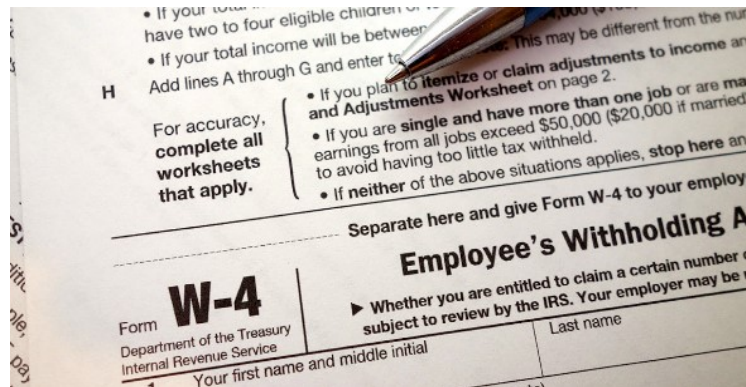 • If your total
have two to four eligible children or
• If your total income will be between
H Add lines A through G and enter to This may be different from the
• If you plan to itemize or claim adjustments to income
and Adjustments Worksheet on page 2.
For accuracy,
complete all
worksheets
that apply.
• If you are single and have more than one job or are
earnings from all jobs exceed $50,000 ($20,000 if married
to avoid having too little tax withheld.
• If neither of the above situations applies, stop here
Separate here and give Form W-4 to your
Employee's Withholding A
Form W-4
Department of the Treasury
Internal Revenue Service
▶ Whether you are entitled to claim a certain number
subject to review by the IRS. Your employer may be
Your first name and middle initial
Last name